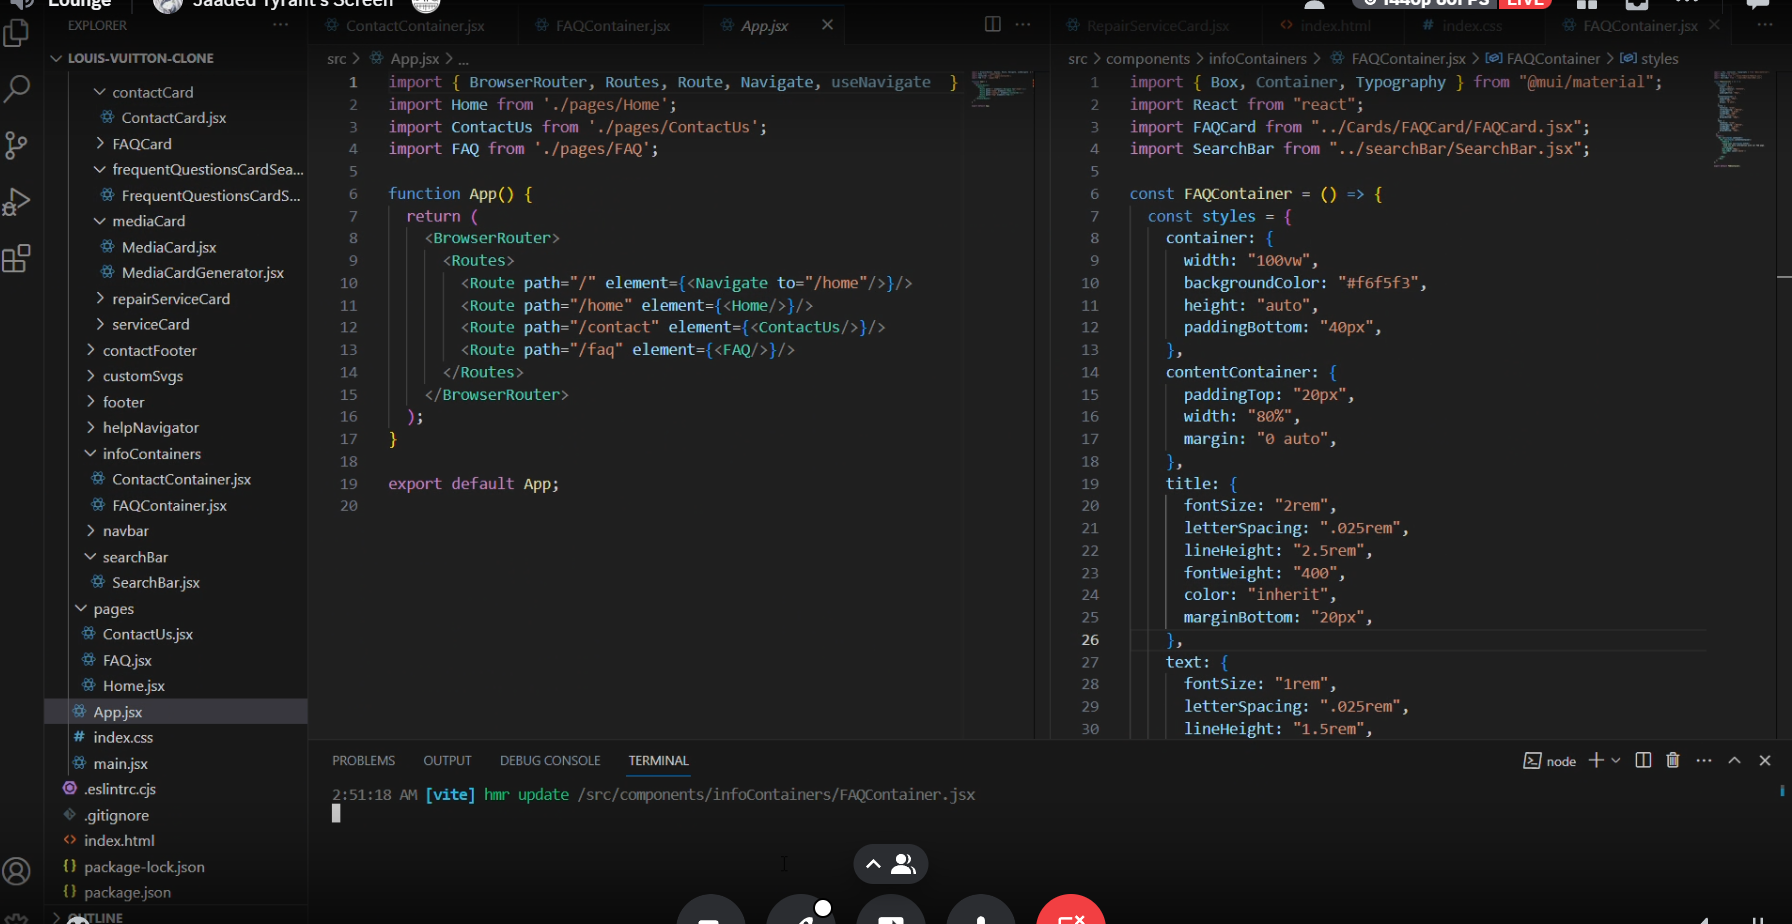 Lounge
Jaaded Tyrant's Screen
1440p 60FPS
LIVE
EXPLORER
ContactContainer.jsx
FAQContainer.jsx
App.jsx
RepairServiceCard.jsx
index.html
index.css
FAQContainer.jsx
LOUIS-VUITTON-CLONE
contactCard
ContactCard.jsx
FAQCard
frequentQuestionsCardSea...
FrequentQuestionsCardS...
mediaCard
MediaCard.jsx
MediaCardGenerator.jsx
repairServiceCard
serviceCard
contactFooter
customSvgs
footer
helpNavigator
infoContainers
ContactContainer.jsx
FAQContainer.jsx
navbar
searchBar
SearchBar.jsx
pages
ContactUs.jsx
FAQ.jsx
Home.jsx
App.jsx
index.css
main.jsx
.eslintrc.cjs
.gitignore
index.html
package-lock.json
package.json
OUTLINE
src > App.jsx > ...
1 import { BrowserRouter, Routes, Route, Navigate, useNavigate }
2 import Home from './pages/Home';
3 import ContactUs from './pages/ContactUs';
4 import FAQ from './pages/FAQ';
5
6 function App() {
7 return (
8 <BrowserRouter>
9 <Routes>
10 <Route path="/" element={<Navigate to="/home"/>}/>
11 <Route path="/home" element={<Home/>}/>
12 <Route path="/contact" element={<ContactUs/>}/>
13 <Route path="/faq" element={<FAQ/>}/>
14 </Routes>
15 </BrowserRouter>
16 );
17 }
18
19 export default App;
20
src > components > infoContainers > FAQContainer.jsx > FAQContainer > styles
1 import { Box, Container, Typography } from "@mui/material";
2 import React from "react";
3 import FAQCard from "../Cards/FAQCard/FAQCard.jsx";
4 import SearchBar from "../searchBar/SearchBar.jsx";
5
6 const FAQContainer = () => {
7 const styles = {
8 container: {
9 width: "100vw",
10 backgroundColor: "#f6f5f3",
11 height: "auto",
12 paddingBottom: "40px",
13 },
14 contentContainer: {
15 paddingTop: "20px",
16 width: "80%",
17 margin: "0 auto",
18 },
19 title: {
20 fontSize: "2rem",
21 letterSpacing: ".025rem",
22 lineHeight: "2.5rem",
23 fontWeight: "400",
24 color: "inherit",
25 marginBottom: "20px",
26 },
27 text: {
28 fontSize: "1rem",
29 letterSpacing: ".025rem",
30 lineHeight: "1.5rem",
PROBLEMS
OUTPUT
DEBUG CONSOLE
TERMINAL
node
2:51:18 AM [vite] hmr update /src/components/infoContainers/FAQContainer.jsx